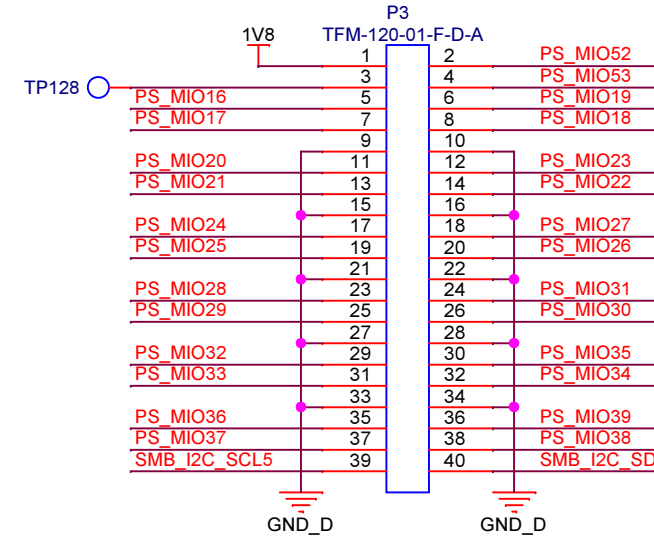 P3
1V8 TFM-120-01-F-D-A
1 2 PS_MIO52
TP128 3 4 PS_MIO53
PS_MIO16 5 6 PS_MIO19
PS_MIO17 7 8 PS_MIO18
9 10
PS_MIO20 11 12 PS_MIO23
PS_MIO21 13 14 PS_MIO22
15 16
PS_MIO24 17 18 PS_MIO27
PS_MIO25 19 20 PS_MIO26
21 22
PS_MIO28 23 24 PS_MIO31
PS_MIO29 25 26 PS_MIO30
27 28
PS_MIO32 29 30 PS_MIO35
PS_MIO33 31 32 PS_MIO34
33 34
PS_MIO36 35 36 PS_MIO39
PS_MIO37 37 38 PS_MIO38
SMB_I2C_SCL5 39 40 SMB_I2C_SD
GND_D GND_D